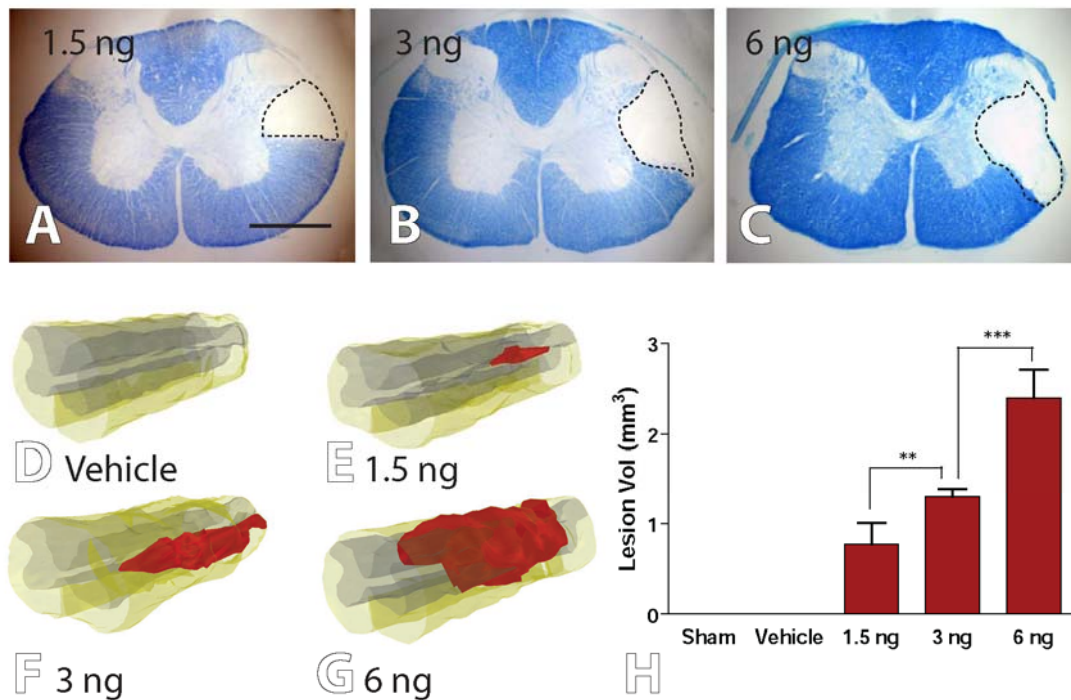 1.5 ng
3 ng
6 ng
A
B
C
D Vehicle
E 1.5 ng
F 3 ng
G 6 ng
***
**
3
2
1
0
Lesion Vol (mm³)
Sham Vehicle 1.5 ng 3 ng 6 ng
H